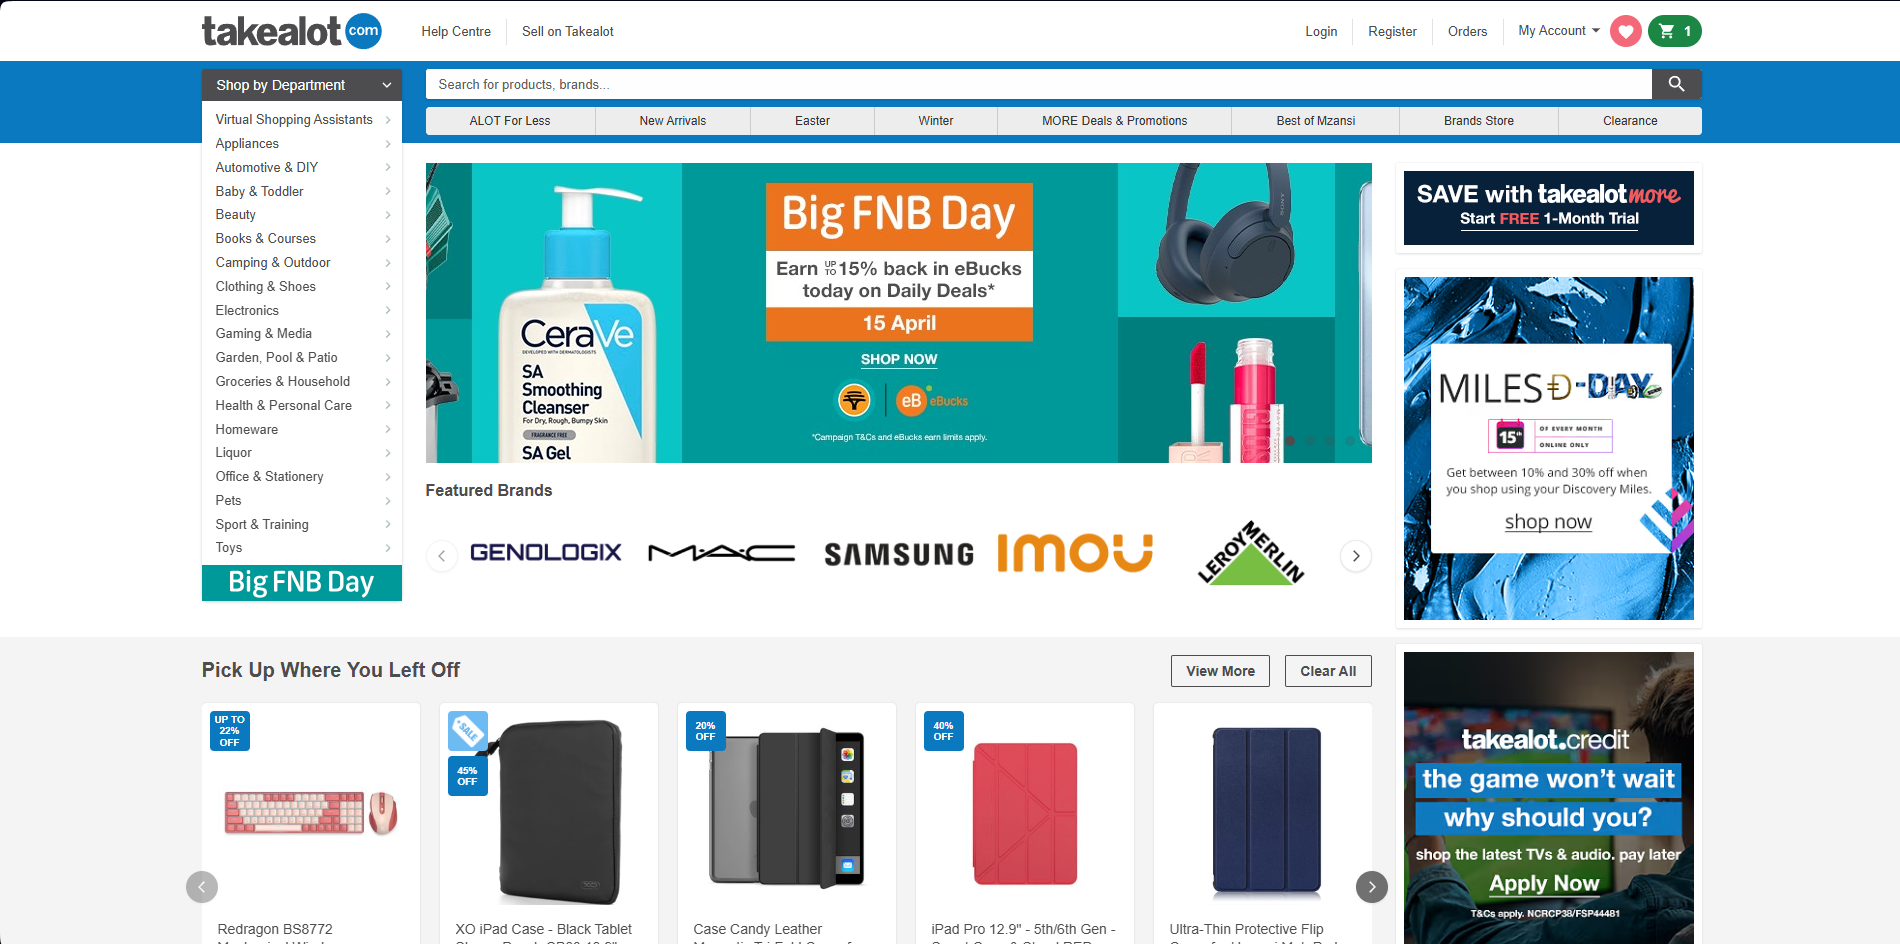 takealot com
Help Centre
Sell on Takealot
Login
Register
Orders
My Account
1
Shop by Department
Search for products, brands...
ALOT For Less
New Arrivals
Easter
Winter
MORE Deals & Promotions
Best of Mzansi
Brands Store
Clearance
Virtual Shopping Assistants
Appliances
Automotive & DIY
Baby & Toddler
Beauty
Books & Courses
Camping & Outdoor
Clothing & Shoes
Electronics
Gaming & Media
Garden, Pool & Patio
Groceries & Household
Health & Personal Care
Homeware
Liquor
Office & Stationery
Pets
Sport & Training
Toys
Big FNB Day
CeraVe
DEVELOPED WITH DERMATOLOGISTS
SA
Smoothing
Cleanser
For Dry, Rough, Bumpy Skin
FRAGRANCE FREE
SA Gel
Big FNB Day
Earn UP TO 15% back in eBucks
today on Daily Deals*
15 April
SHOP NOW
eB eBucks
*Campaign T&Cs and eBucks earn limits apply.
SONY
SAVE with takealot more
Start FREE 1-Month Trial
MILES D-DAY
15th
OF EVERY MONTH
ONLINE ONLY
Get between 10% and 30% off when
you shop using your Discovery Miles.
shop now
Featured Brands
GENOLOGIX
MAC
SAMSUNG
imou
LEROY MERLIN
Pick Up Where You Left Off
View More
Clear All
UP TO
22%
OFF
Redragon BS8772
SALE
45%
OFF
XO iPad Case - Black Tablet
20%
OFF
Case Candy Leather
40%
OFF
iPad Pro 12.9" - 5th/6th Gen -
Ultra-Thin Protective Flip
takealot.credit
the game won't wait
why should you?
shop the latest TVs & audio. pay later
Apply Now
T&Cs apply. NCRCP38/FSP44481